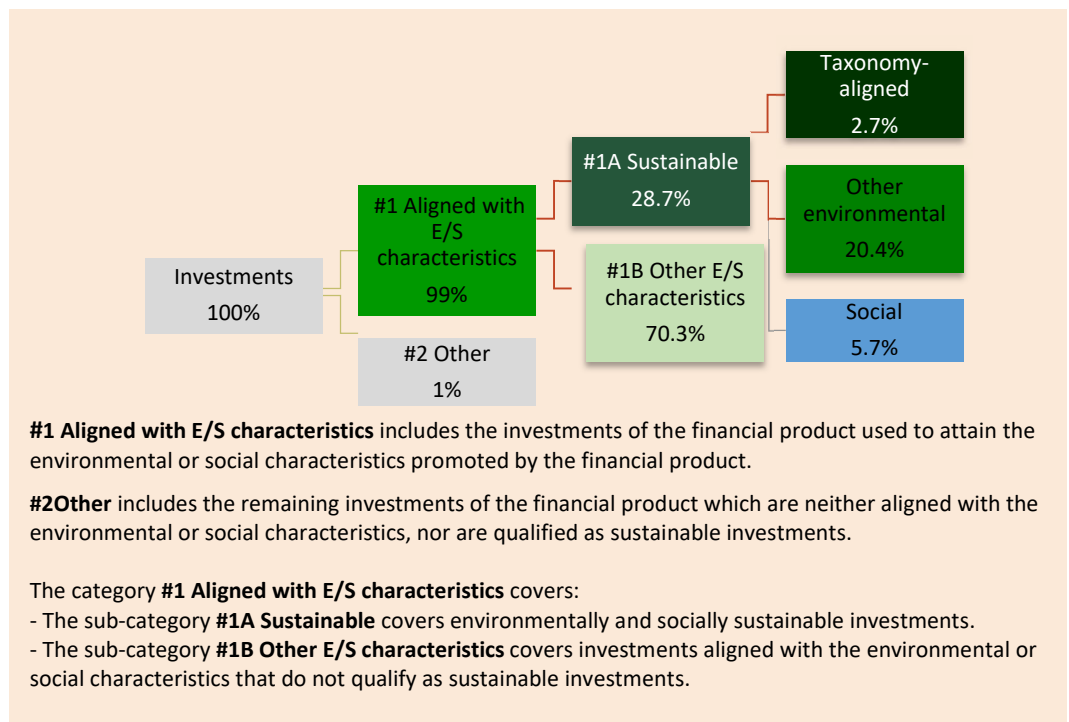 Taxonomy-
aligned
2.7%
#1A Sustainable
28.7%
Other
environmental
20.4%
#1 Aligned with
E/S
characteristics
99%
#1B Other E/S
characteristics
70.3%
Investments
100%
Social
5.7%
#2 Other
1%
#1 Aligned with E/S characteristics includes the investments of the financial product used to attain the
environmental or social characteristics promoted by the financial product.
#2Other includes the remaining investments of the financial product which are neither aligned with the
environmental or social characteristics, nor are qualified as sustainable investments.
The category #1 Aligned with E/S characteristics covers:
- The sub-category #1A Sustainable covers environmentally and socially sustainable investments.
- The sub-category #1B Other E/S characteristics covers investments aligned with the environmental or
social characteristics that do not qualify as sustainable investments.